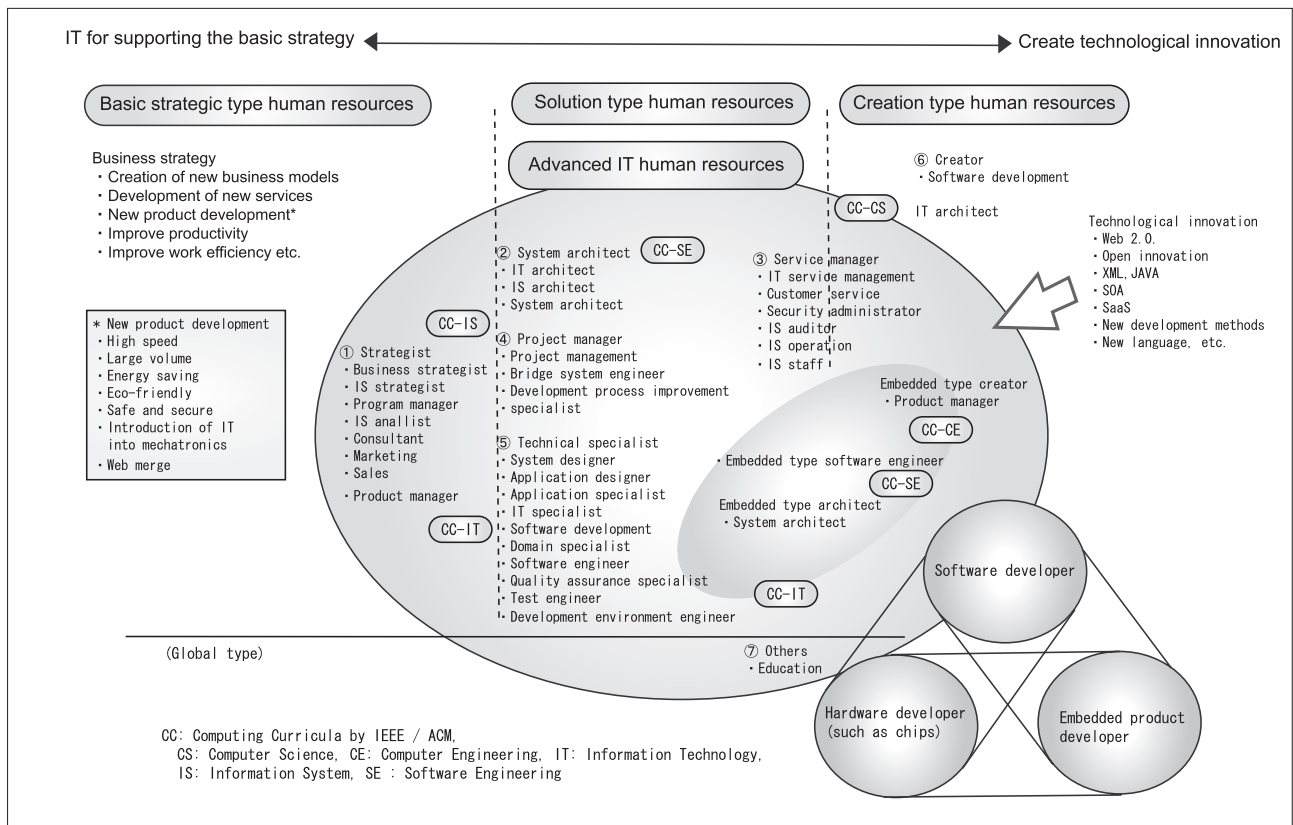 IT for supporting the basic strategy
Create technological innovation
Basic strategic type human resources
Solution type human resources
Creation type human resources
Advanced IT human resources
Business strategy
・Creation of new business models
・Development of new services
・New product development*
・Improve productivity
・Improve work efficiency etc.
* New product development
・High speed
・Large volume
・Energy saving
・Eco-friendly
・Safe and secure
・Introduction of IT
into mechatronics
・Web merge
CC-IS
① Strategist
・Business strategist
・IS strategist
・Program manager
・IS anallist
・Consultant
・Marketing
・Sales
・Product manager
CC-IT
② System architect
CC-SE
・IT architect
・IS architect
・System architect
④ Project manager
・Project management
・Bridge system engineer
・Development process improvement
・specialist
⑤ Technical specialist
・System designer
・Application designer
・Application specialist
・IT specialist
・Software development
・Domain specialist
・Software engineer
・Quality assurance specialist
・Test engineer
・Development environment engineer
③ Service manager
・IT service management
・Customer service
・Security administrator
・IS auditor
・IS operation
・IS staff
⑥ Creator
・Software development
CC-CS
IT architect
Technological innovation
・Web 2.0.
・Open innovation
・XML, JAVA
・SOA
・SaaS
・New development methods
・New language, etc.
Embedded type creator
・Product manager
CC-CE
・Embedded type software engineer
CC-SE
Embedded type architect
・System architect
CC-IT
Software developer
Hardware developer
(such as chips)
Embedded product
developer
(Global type)
⑦ Others
・Education
CC: Computing Curricula by IEEE / ACM,
CS: Computer Science, CE: Computer Engineering, IT: Information Technology,
IS: Information System, SE : Software Engineering